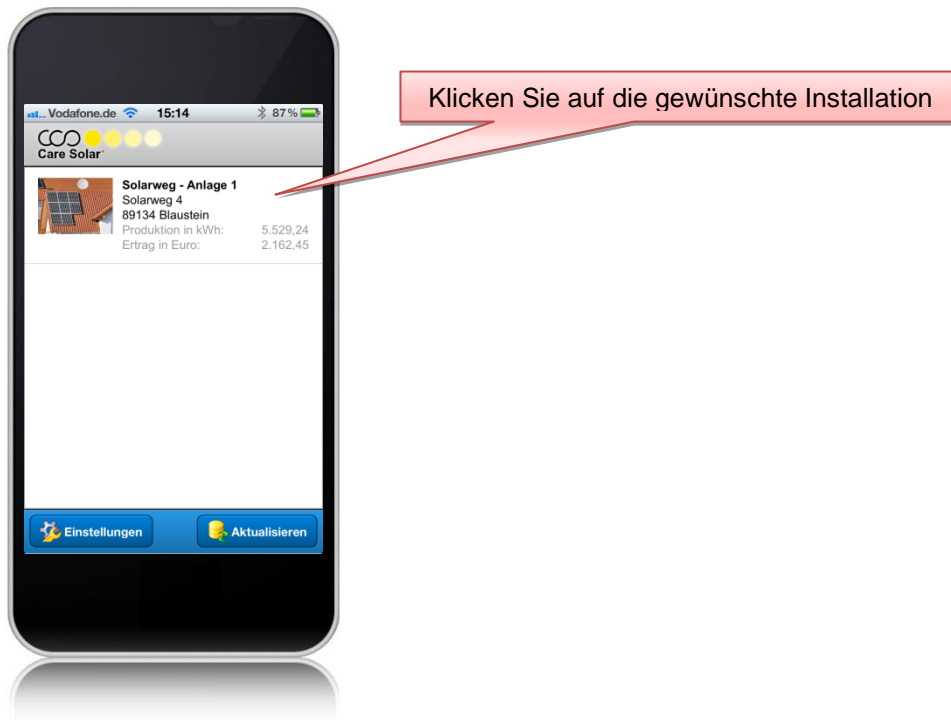 Klicken Sie auf die gewünschte Installation
Vodafone.de 15:14 87%
Care Solar
Solarweg - Anlage 1
Solarweg 4
89134 Blaustein
Produktion in kWh: 5.529,24
Ertrag in Euro: 2.162,45
Einstellungen Aktualisieren